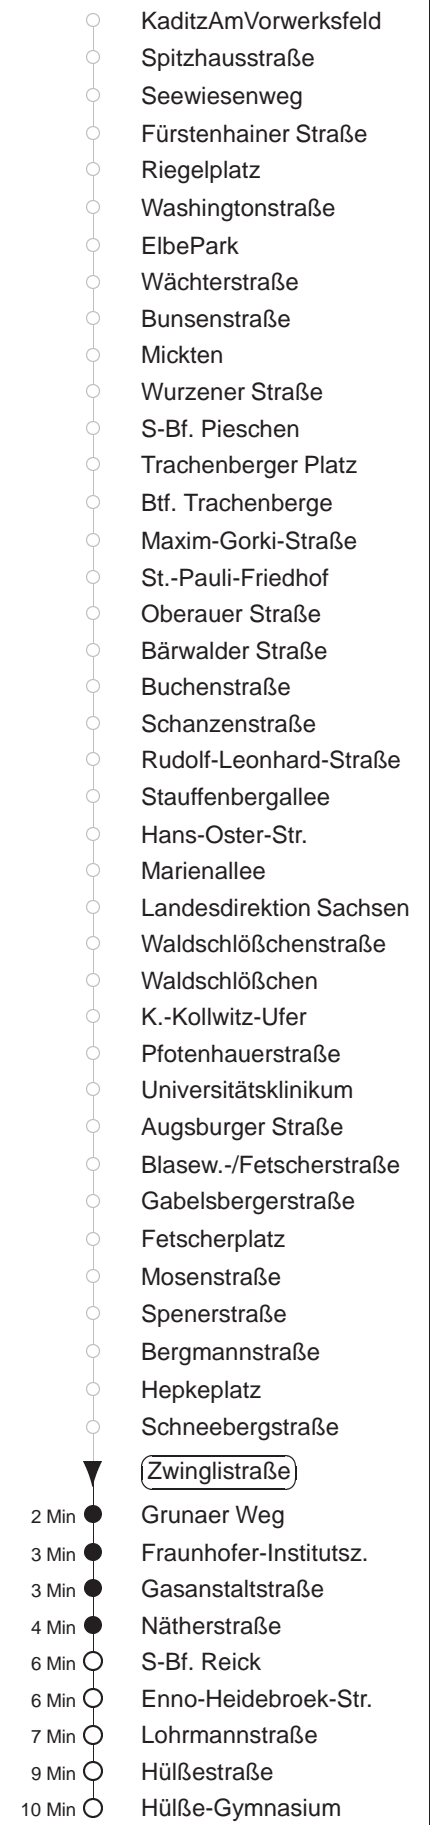 KaditzAmVorwerksfeld
Spitzhausstraße
Seewiesenweg
Fürstenhainer Straße
Riegelplatz
Washingtonstraße
ElbePark
Wächterstraße
Bunsenstraße
Mickten
Wurzener Straße
S-Bf. Pieschen
Trachenberger Platz
Btf. Trachenberge
Maxim-Gorki-Straße
St.-Pauli-Friedhof
Oberauer Straße
Bärwalder Straße
Buchenstraße
Schanzenstraße
Rudolf-Leonhard-Straße
Stauffenbergallee
Hans-Oster-Str.
Marienallee
Landesdirektion Sachsen
Waldschlößchenstraße
Waldschlößchen
K.-Kollwitz-Ufer
Pfotenhauerstraße
Universitätsklinikum
Augsburger Straße
Blasew.-/Fetscherstraße
Gabelsbergerstraße
Fetscherplatz
Mosenstraße
Spenerstraße
Bergmannstraße
Hepkeplatz
Schneebergstraße
Zwinglistraße
2 Min Grunaer Weg
3 Min Fraunhofer-Institutsz.
3 Min Gasanstaltstraße
4 Min Nätherstraße
6 Min S-Bf. Reick
6 Min Enno-Heidebroek-Str.
7 Min Lohrmannstraße
9 Min Hülßestraße
10 Min Hülße-Gymnasium